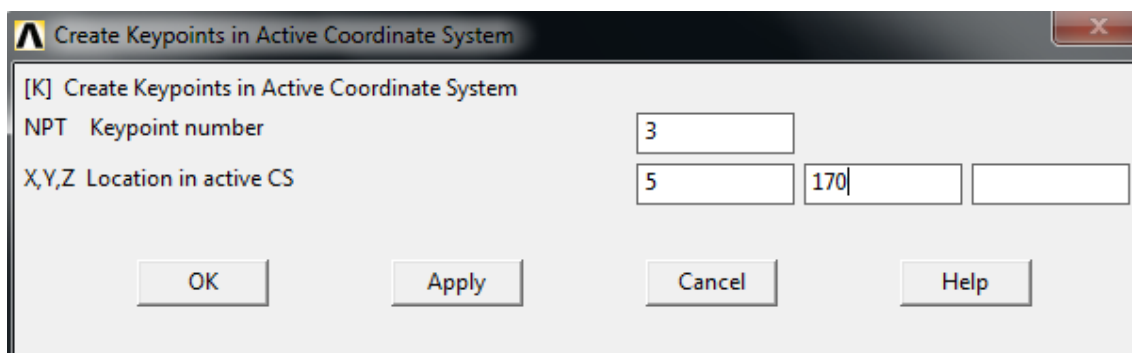 Create Keypoints in Active Coordinate System
[K] Create Keypoints in Active Coordinate System
NPT Keypoint number 3
X,Y,Z Location in active CS 5 170
OK Apply Cancel Help